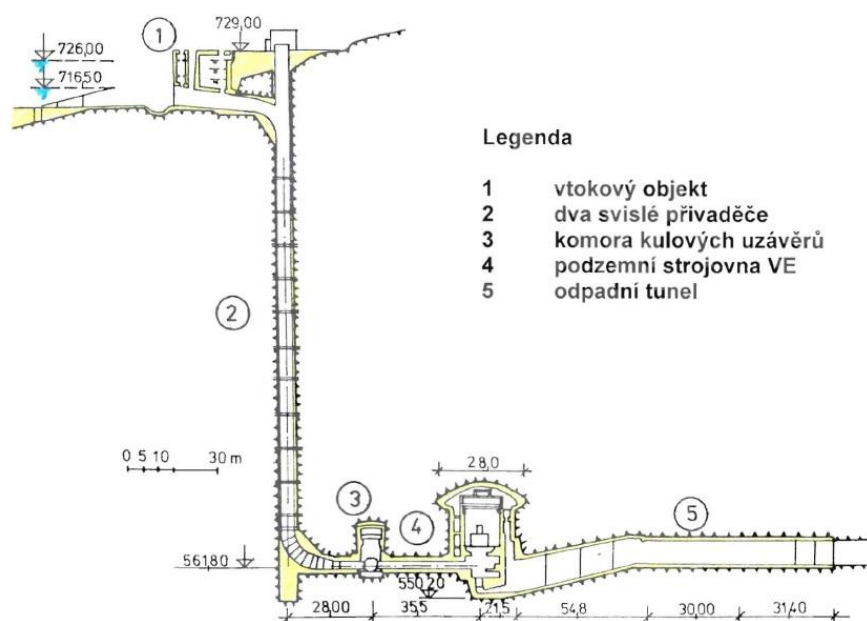 1
729,00
726,00
716,50
Legenda
1 vtokový objekt
2 dva svislé přivaděče
3 komora kulových uzávěrů
4 podzemní strojovna VE
5 odpadní tunel
2
0 5 10 30 m
28,0
3
4
5
561,80
550,20
28,00 35,5 21,5 54,8 30,00 31,40